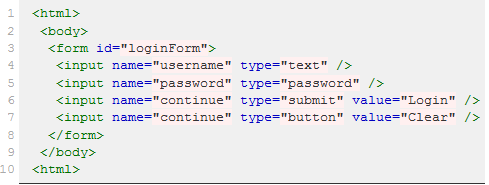 1 <html>
2 <body>
3 <form id="loginForm">
4 <input name="username" type="text" />
5 <input name="password" type="password" />
6 <input name="continue" type="submit" value="Login" />
7 <input name="continue" type="button" value="Clear" />
8 </form>
9 </body>
10 <html>